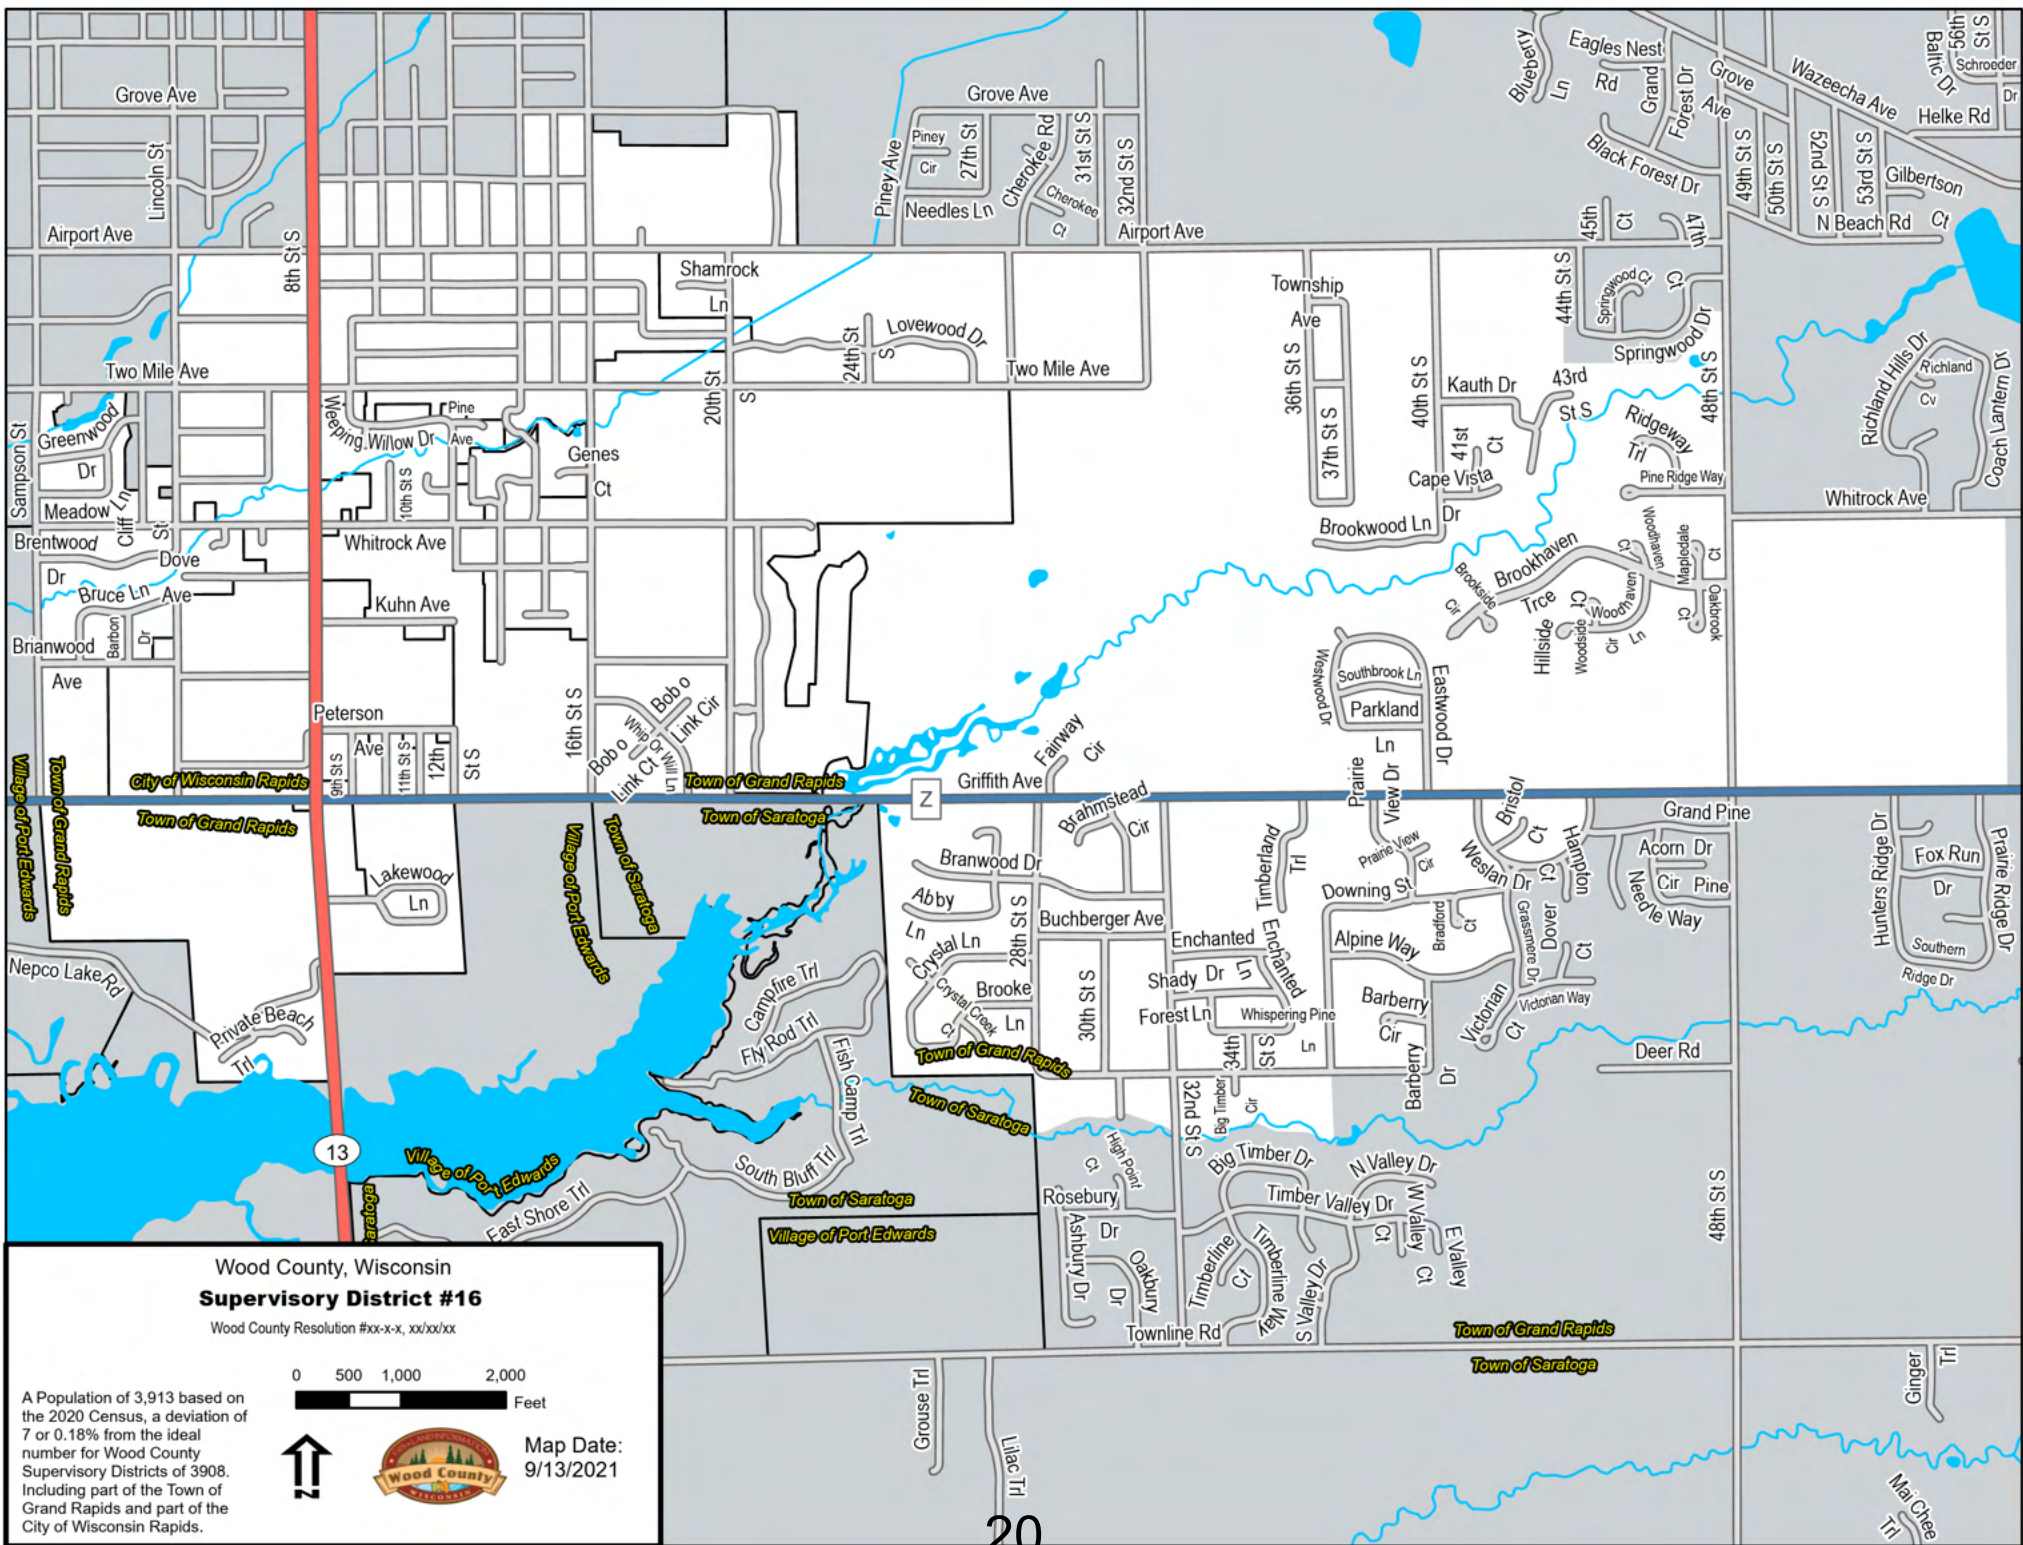 Grove Ave
Lincoln St
Airport Ave
8th St S
Two Mile Ave
Sampson St
Greenwood
Dr
Meadow Ln
Cliff
St
Brentwood
Dr
Dove
Ave
Bruce Ln
Barbon
Dr
Brianwood
Ave
Weeping Willow Dr
Pine
Ave
10th St S
Genes
Ct
Whitrock Ave
Kuhn Ave
Peterson
Ave
9th St S
11th St S
12th
St S
16th St S
Bob o
Link Cir
Whip Or Will Ln
Bob o
Link Ct
Shamrock
Ln
20th St
S
24th St
S
Lovewood Dr
Two Mile Ave
Piney Ave
Piney
Cir
27th St
Grove Ave
Cherokee Rd
31st St S
32nd St S
Cherokee
Ct
Needles Ln
Airport Ave
Blueberry
Ln
Eagles Nest
Rd
Grand
Forest Dr
Grove
Ave
Black Forest Dr
49th St S
50th St S
52nd St S
53rd St S
Wazeecha Ave
Baltic Dr
56th
St S
Schroeder
Dr
Helke Rd
Gilbertson
Ct
N Beach Rd
45th
Ct
47th
Ct
44th St S
Springwood Ct
Springwood Dr
48th St S
Township
Ave
36th St S
37th St S
40th St S
Kauth Dr
43rd
St S
41st
Ct
Cape Vista
Dr
Brookwood Ln
Ridgeway
Trl
Pine Ridge Way
Richland Hills Dr
Richland
Cv
Coach Lantern Dr
Whitrock Ave
Brookhaven
Trce
Brookside
Cir
Woodhaven
Ct
Mapledale
Ct
Oakbrook
Ct
Hillside
Ct
Woodside
Cir
Woodhaven
Ln
Westwood Dr
Southbrook Ln
Parkland
Ln
Eastwood Dr
Fairway
Cir
Griffith Ave
Z
Prairie
View Dr
City of Wisconsin Rapids
Town of Grand Rapids
Village of Port Edwards
Town of Grand Rapids
Town of Grand Rapids
Town of Saratoga
Village of Port Edwards
Town of Saratoga
Lakewood
Ln
Nepco Lake Rd
Private Beach
Trl
13
Campfire Trl
Fly Rod Trl
Fish Camp Trl
South Bluff Trl
East Shore Trl
Village of Port Edwards
aratoga
Brahmstead
Cir
Branwood Dr
Abby
Ln
28th St S
Buchberger Ave
Crystal Ln
Crystal Creek
Ct
Brooke
Ln
30th St S
Timberland
Trl
Enchanted
Ln
Enchanted
Shady Dr
Forest Ln
Whispering Pine
Ln
34th
St S
Prairie View
Cir
Downing St
Bradford
Ct
Alpine Way
Barberry
Cir
Barberry
Dr
Bristol
Ct
Weslan Dr
Hampton
Ct
Grassmere Dr
Dover
Ct
Victorian Way
Victorian
Ct
Grand Pine
Acorn Dr
Cir
Pine
Needle Way
Hunters Ridge Dr
Fox Run
Dr
Prairie Ridge Dr
Southern
Ridge Dr
Deer Rd
Town of Grand Rapids
Town of Saratoga
32nd St S
Big Timber
Cir
High Point
Ct
Rosebury
Dr
Ashbury Dr
Oakbury
Dr
Big Timber Dr
Timber Valley Dr
N Valley Dr
W Valley
Ct
E Valley
Ct
Timberline
Ct
Timberline Way
S Valley Dr
Townline Rd
48th St S
Town of Saratoga
Village of Port Edwards
Town of Grand Rapids
Town of Saratoga
Grouse Trl
Lilac Trl
Ginger
Trl
Mai Chee
Trl
Wood County, Wisconsin
Supervisory District #16
Wood County Resolution #xx-x-x, xx/xx/xx
0 500 1,000 2,000
Feet
A Population of 3,913 based on
the 2020 Census, a deviation of
7 or 0.18% from the ideal
number for Wood County
Supervisory Districts of 3908.
Including part of the Town of
Grand Rapids and part of the
City of Wisconsin Rapids.
N
Wood County
WISCONSIN
Map Date:
9/13/2021
20